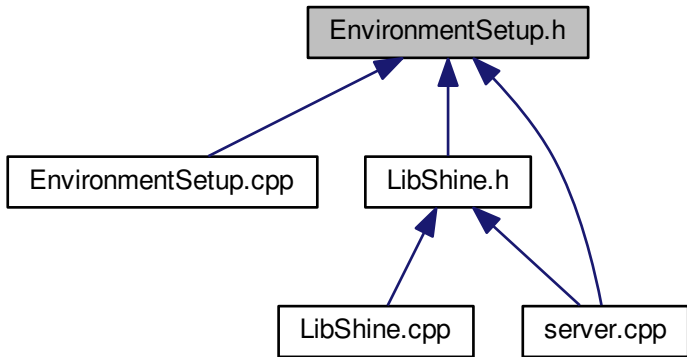 EnvironmentSetup.h
EnvironmentSetup.cpp
LibShine.h
LibShine.cpp
server.cpp